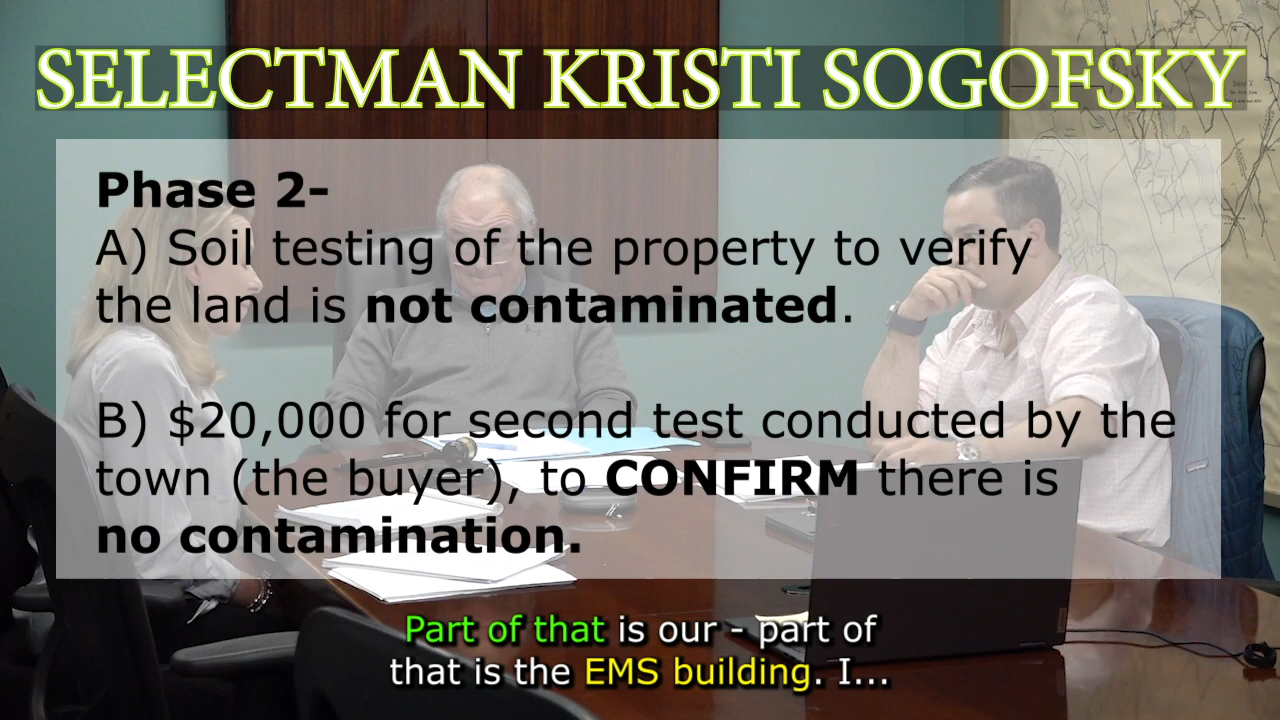 SELECTMAN KRISTI SOGOFSKY
Phase 2-
A) Soil testing of the property to verify
the land is not contaminated.
B) $20,000 for second test conducted by the
town (the buyer), to CONFIRM there is
no contamination.
Part of that is our - part of
that is the EMS building. I...